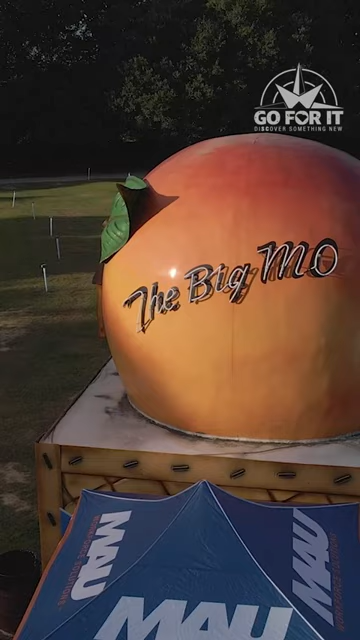 GO FOR IT
DISCOVER SOMETHING NEW
The Big MO
MAU
MAU
MAU